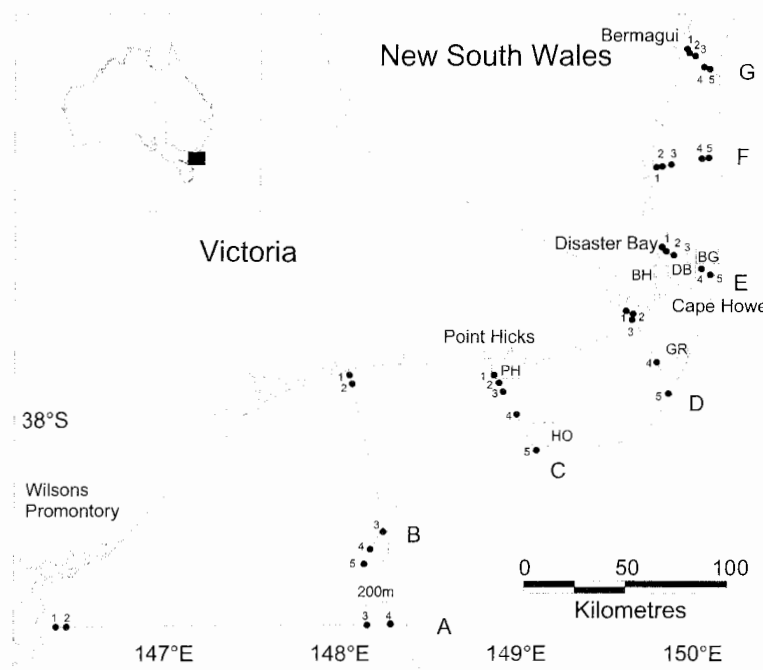 Bermagui
1 2 3
New South Wales
4 5
G
2 3
4 5
F
1
Victoria
Disaster Bay
1
2 3
BG
BH
DB
4
5
E
1 2
Cape Howe
3
Point Hicks
GR
4
1
PH
1
2
2
3
5
D
4
38°S
HO
5
C
Wilsons
Promontory
3
B
4
5
0 50 100
200m
Kilometres
1 2
3
4
A
147°E
148°E
149°E
150°E